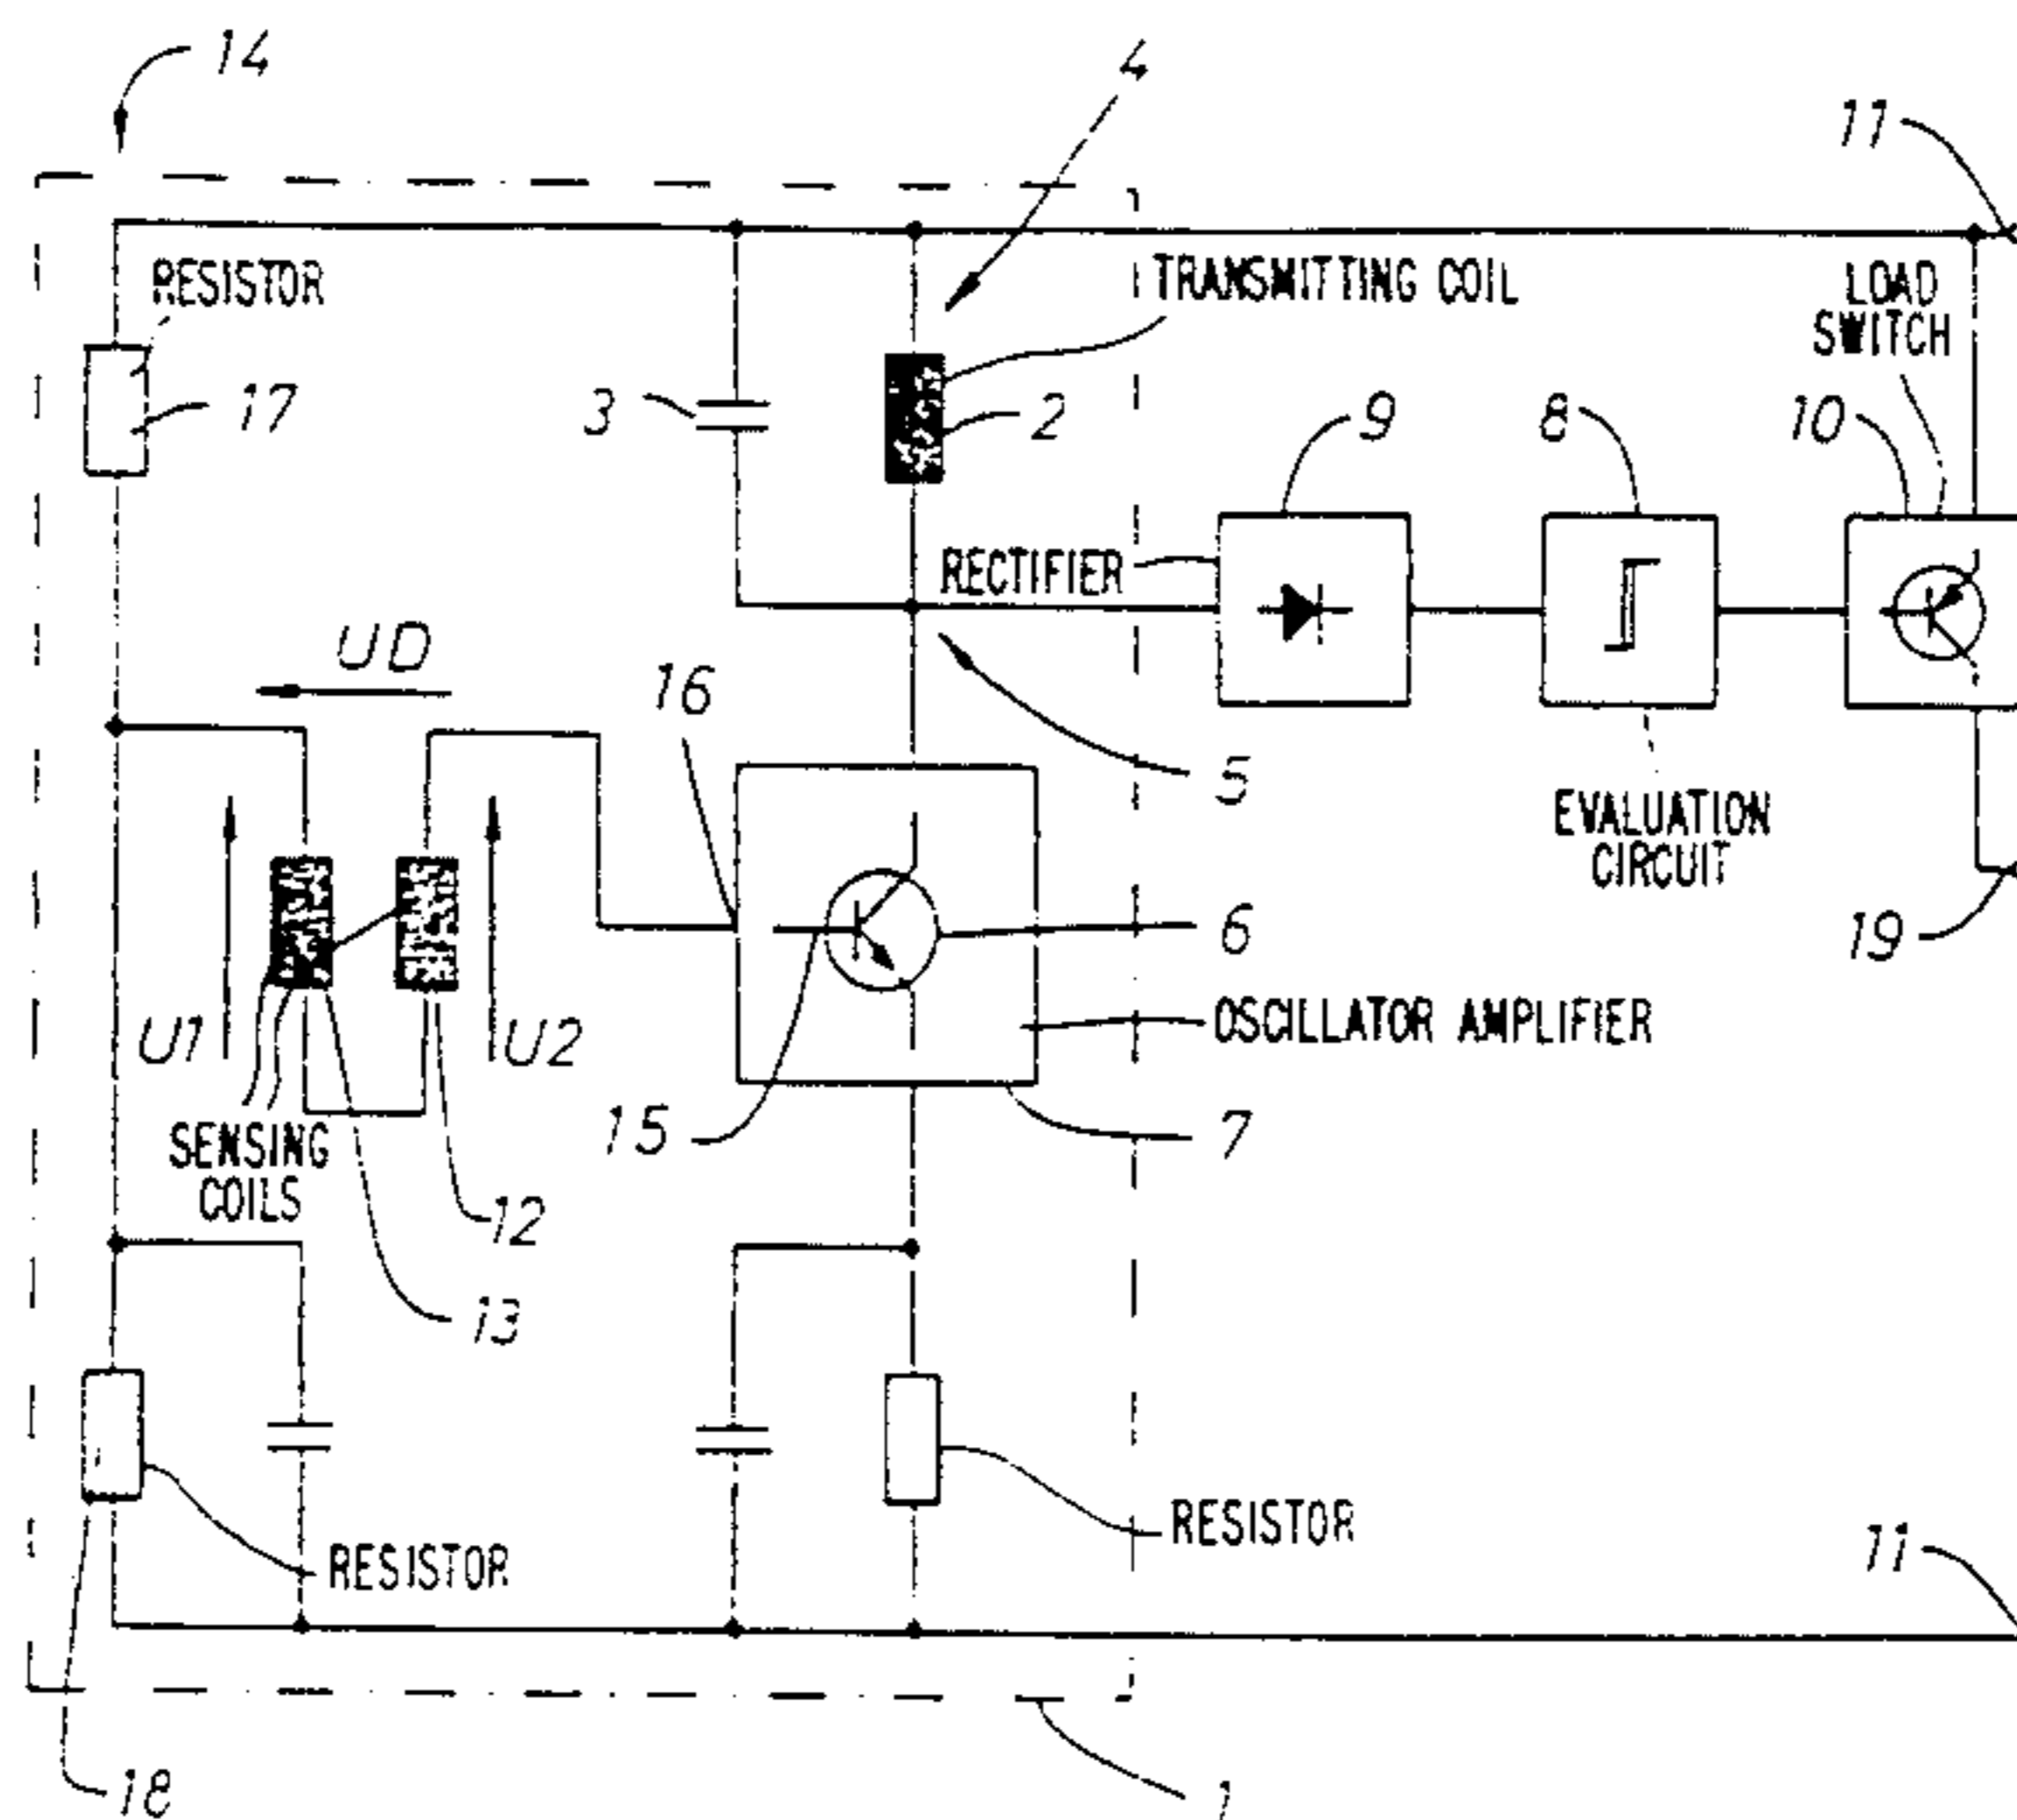 14
4
11
RESISTOR
TRANSMITTING COIL
LOAD
SWITCH
17
3
2
9
8
10
RECTIFIER
UD
16
5
EVALUATION
CIRCUIT
6
19
U1
U2
OSCILLATOR AMPLIFIER
15
7
SENSING
COILS
12
13
RESISTOR
RESISTOR
11
18
1